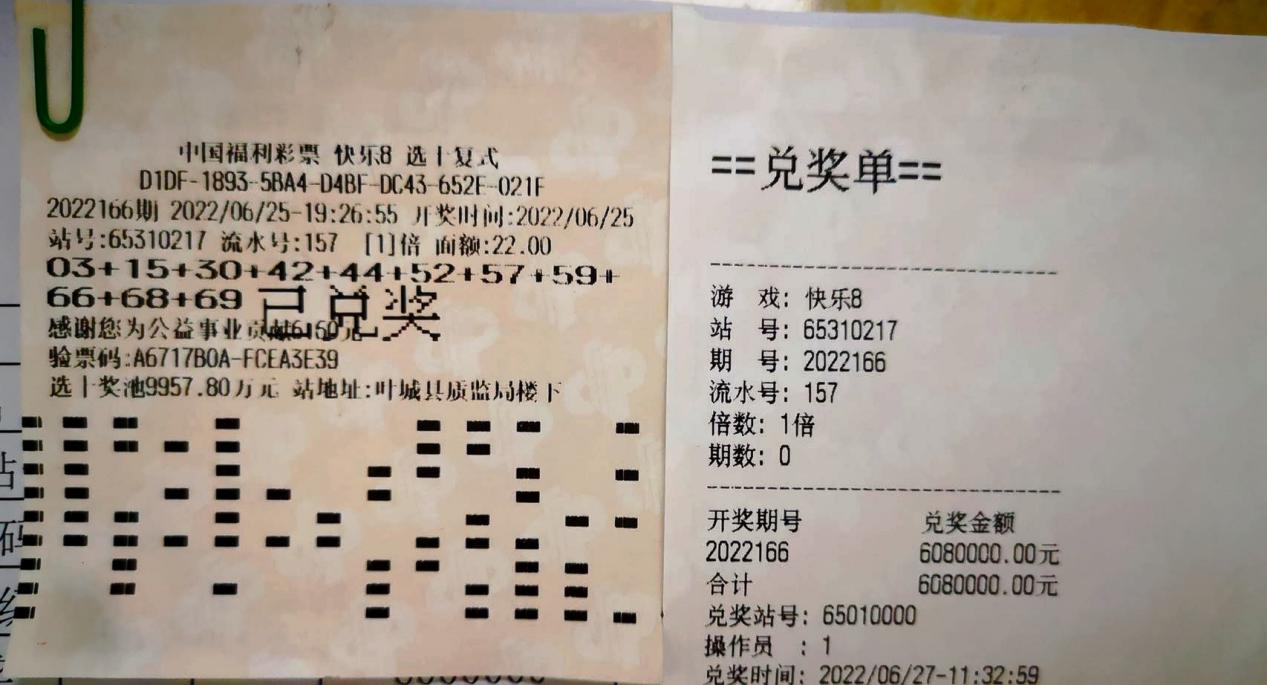 中国福利彩票 快乐8 选十复式
D1DF-1893-5BA4-D4BF-DC43-652E-021F
2022166期 2022/06/25-19:26:55 开奖时间:2022/06/25
站号:65310217 流水号:157 [1]倍 面额:22.00
03+15+30+42+44+52+57+59+
66+68+69
已兑奖
感谢您为公益事业贡献6.60元
验票码:A6717B0A-FCEA3E39
选十奖池9957.80万元 站地址:叶城县质监局楼下
==兑奖单==
游 戏: 快乐8
站 号: 65310217
期 号: 2022166
流水号: 157
倍数: 1倍
期数: 0
开奖期号 兑奖金额
2022166 6080000.00元
合计 6080000.00元
兑奖站号: 65010000
操作员 : 1
兑奖时间: 2022/06/27-11:32:59